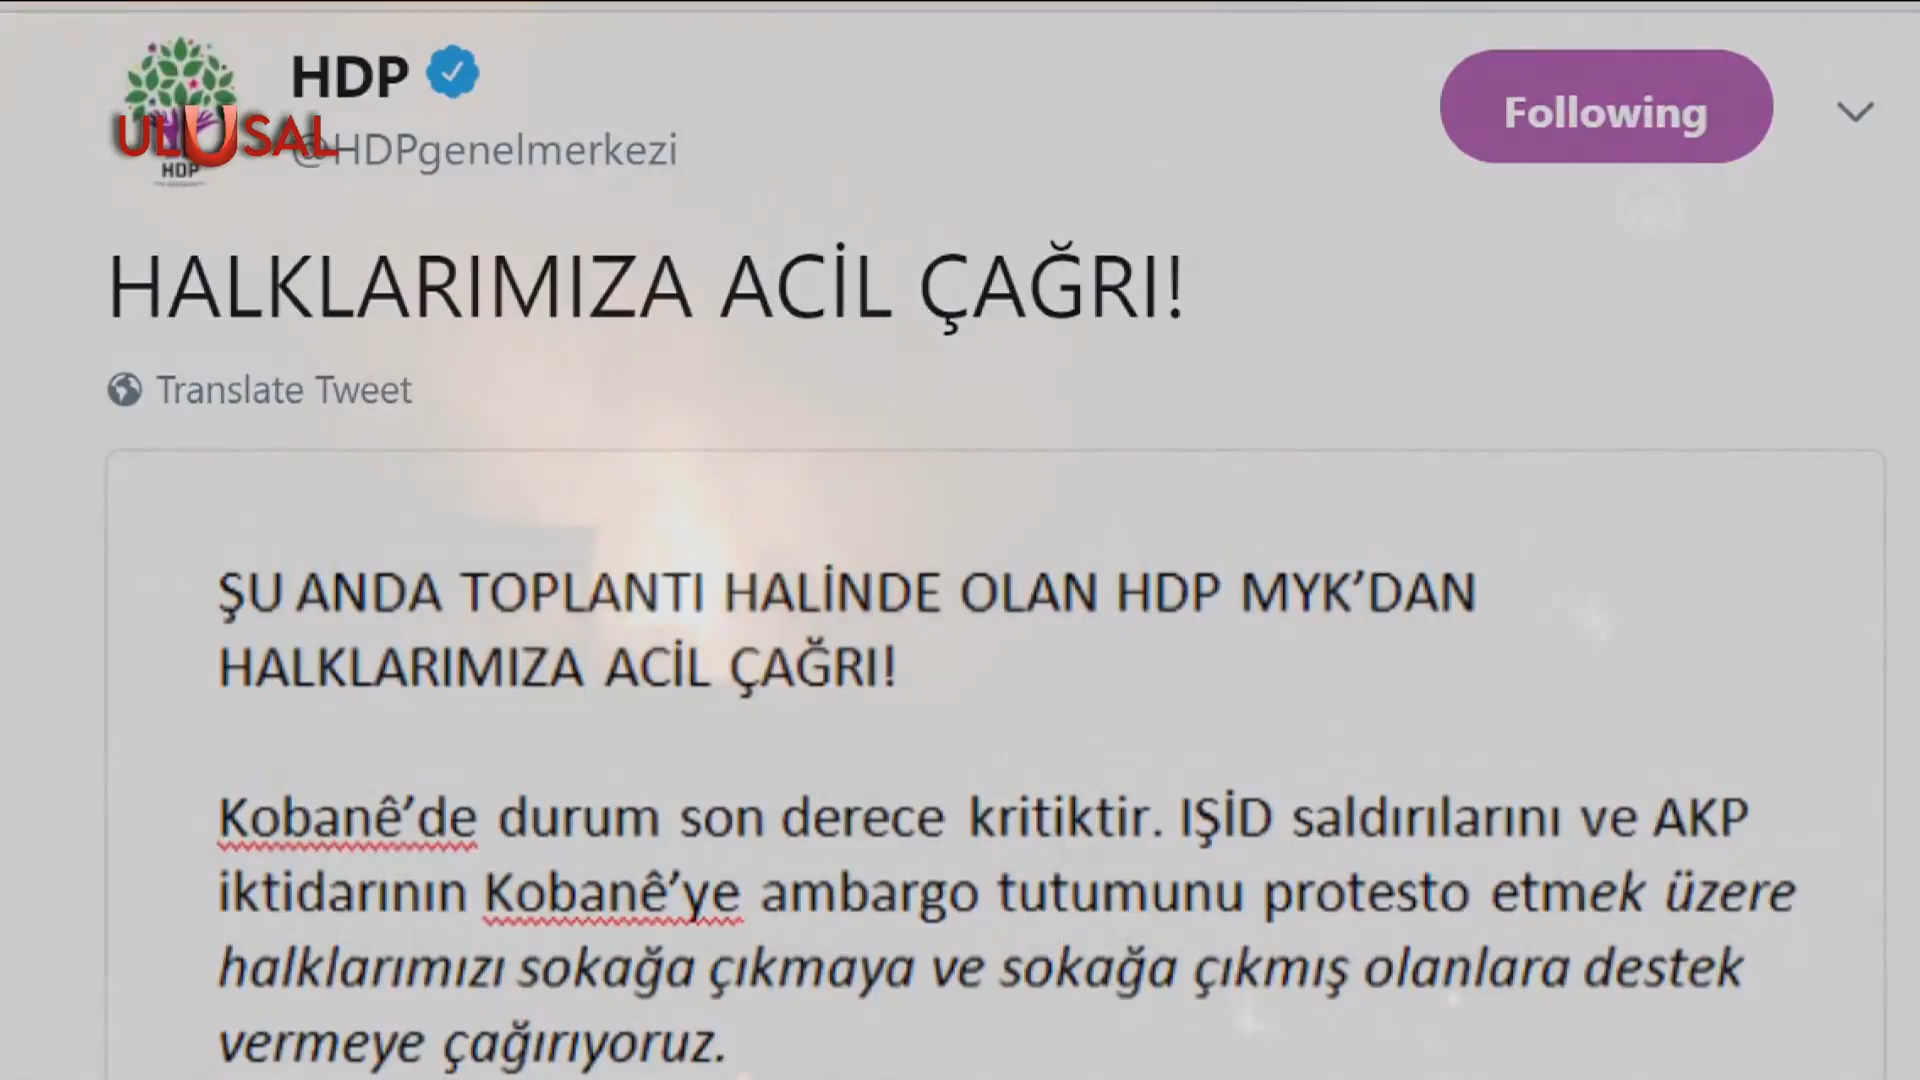 HDP
Following
ULUSAL
@HDPgenelmerkezi
HDP
HALKLARIMIZA ACİL ÇAĞRI!
Translate Tweet
ŞU ANDA TOPLANTI HALİNDE OLAN HDP MYK’DAN
HALKLARIMIZA ACİL ÇAĞRI!
Kobanê’de durum son derece kritiktir. IŞİD saldırılarını ve AKP
iktidarının Kobanê’ye ambargo tutumunu protesto etmek üzere
halklarımızı sokağa çıkmaya ve sokağa çıkmış olanlara destek
vermeye çağırıyoruz.